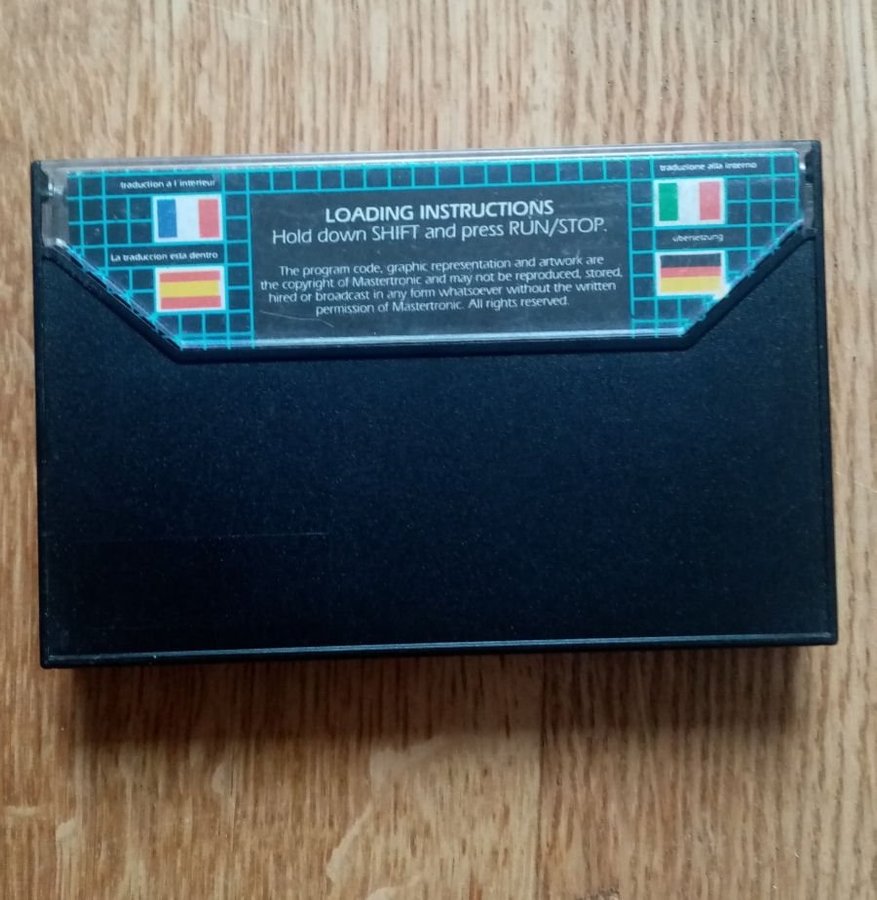 traduction à l'interieur
La traduccion está dentro
LOADING INSTRUCTIONS
Hold down SHIFT and press RUN/STOP.
The program code, graphic representation and artwork are
the copyright of Mastertronic and may not be reproduced, stored,
hired or broadcast in any form whatsoever without the written
permission of Mastertronic. All rights reserved.
traduzione alla interno
übersetzung